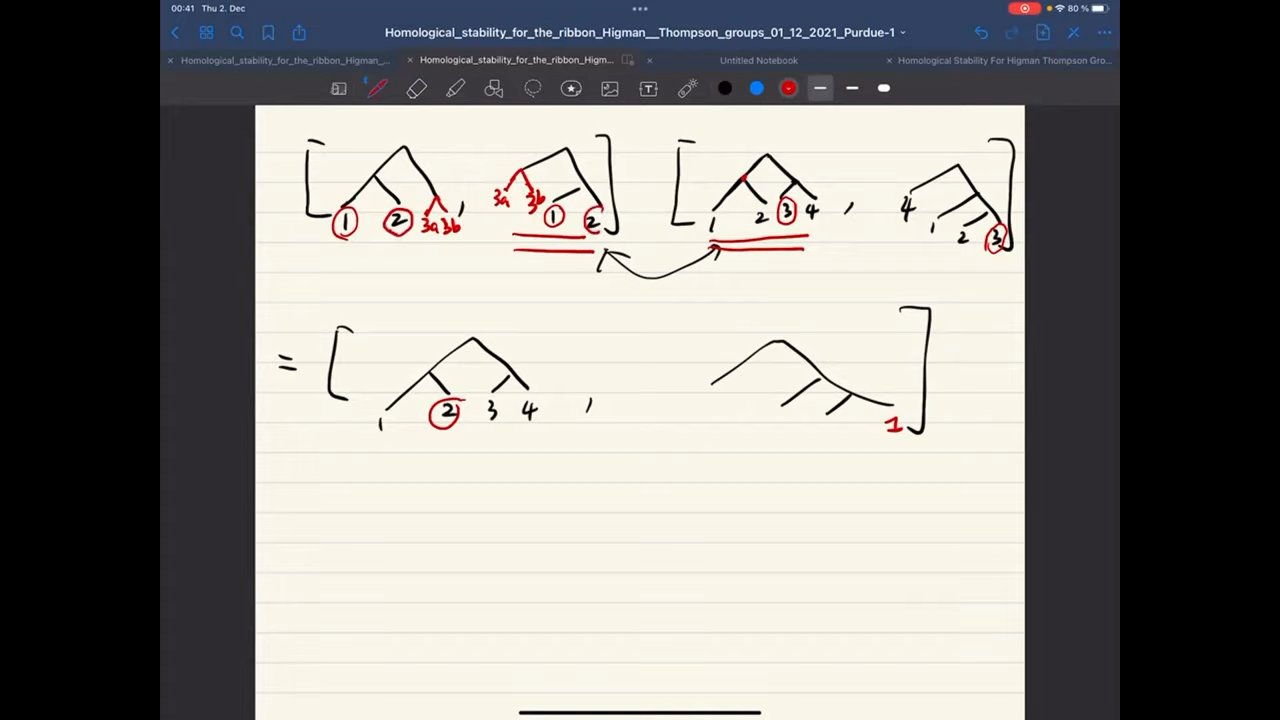 00:41 Thu 2. Dec
80 %
Homological_stability_for_the_ribbon_Higman__Thompson_groups_01_12_2021_Purdue-1
Homological_stability_for_the_ribbon_Higman_... Homological_stability_for_the_ribbon_Higm... Untitled Notebook Homological Stability For Higman Thompson Gro...
[ 1 2 3a 3b , 3a 3b 1 2 ] [ 1 2 3 4 , 4 1 2 3 ]
= [ 1 2 3 4 , 1 ]